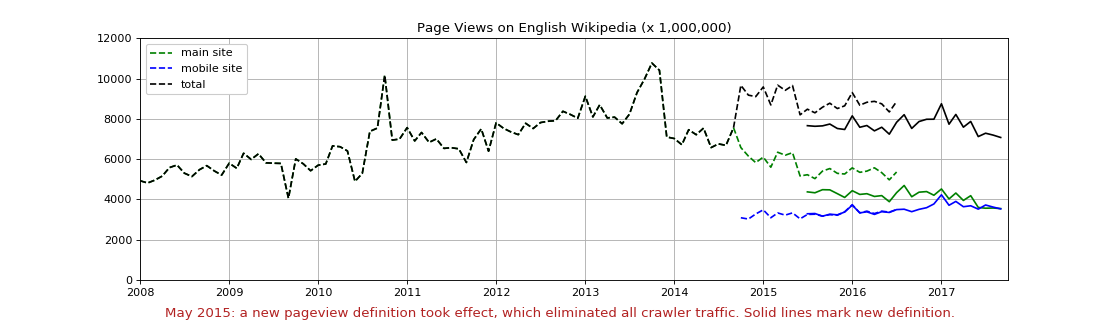 Page Views on English Wikipedia (x 1,000,000)
main site
mobile site
total
12000
10000
8000
6000
4000
2000
0
2008 2009 2010 2011 2012 2013 2014 2015 2016 2017
May 2015: a new pageview definition took effect, which eliminated all crawler traffic. Solid lines mark new definition.